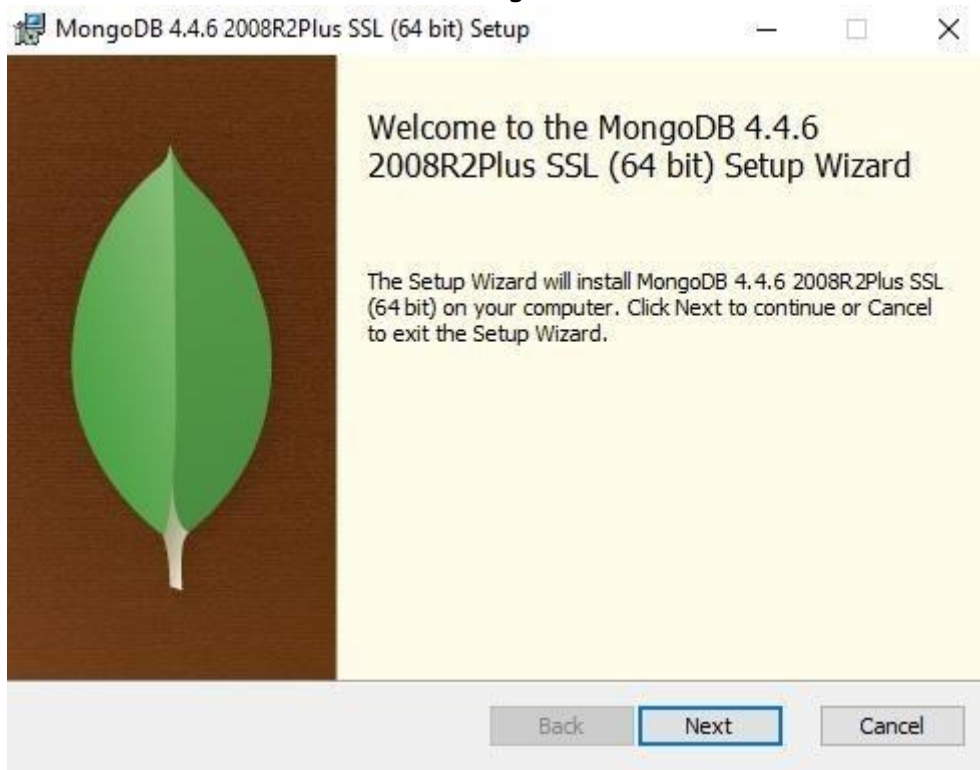 MongoDB 4.4.6 2008R2Plus SSL (64 bit) Setup
Welcome to the MongoDB 4.4.6
2008R2Plus SSL (64 bit) Setup Wizard
The Setup Wizard will install MongoDB 4.4.6 2008R2Plus SSL
(64 bit) on your computer. Click Next to continue or Cancel
to exit the Setup Wizard.
Back Next Cancel